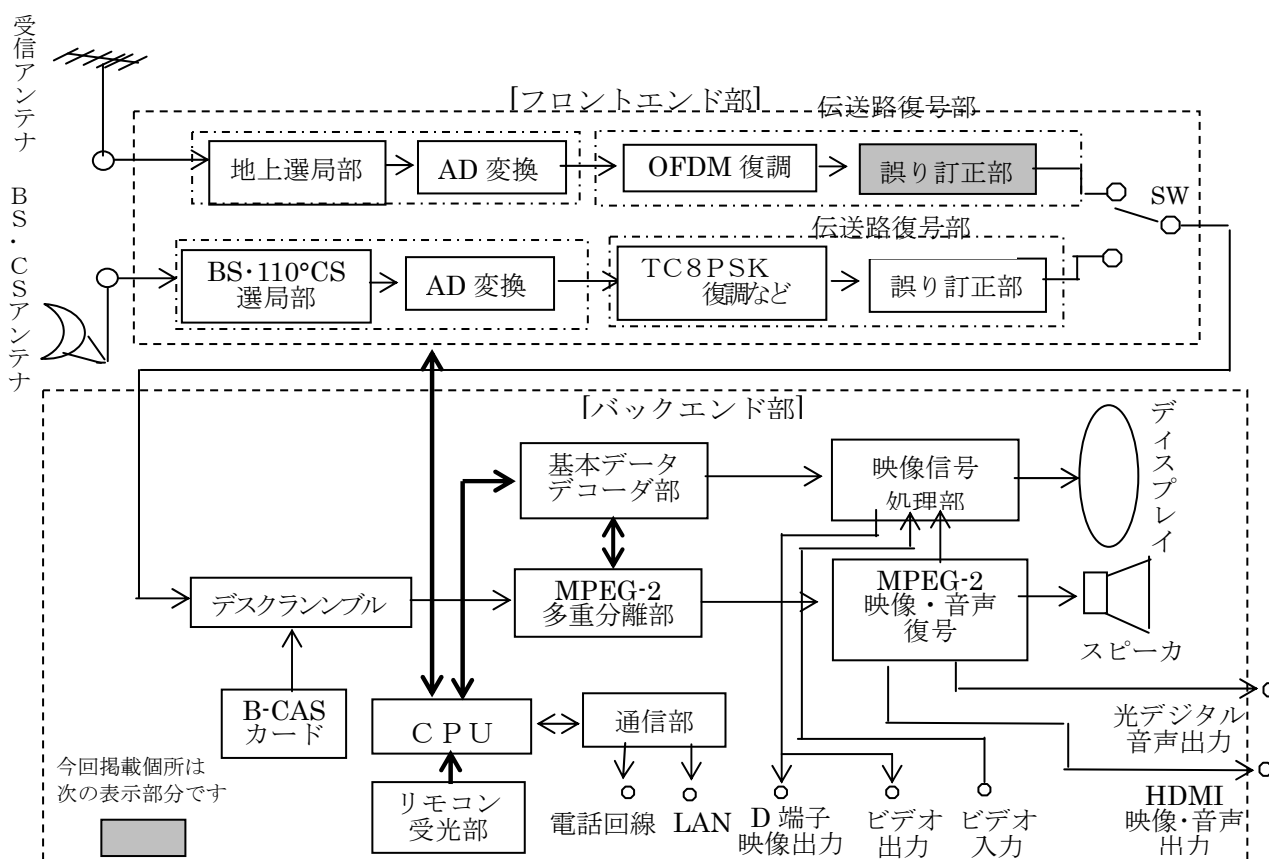 受信アンテナ
[フロントエンド部]
伝送路復号部
地上選局部
AD 変換
OFDM 復調
誤り訂正部
SW
BS・CSアンテナ
伝送路復号部
BS･110°CS
選局部
AD 変換
TC8PSK
復調など
誤り訂正部
[バックエンド部]
ディスプレイ
基本データ
デコーダ部
映像信号
処理部
デスクランンブル
MPEG-2
多重分離部
MPEG-2
映像・音声
復号
スピーカ
B-CAS
カード
CPU
通信部
光デジタル
音声出力
今回掲載個所は
次の表示部分です
リモコン
受光部
電話回線
LAN
D 端子
映像出力
ビデオ
出力
ビデオ
入力
HDMI
映像･音声
出力